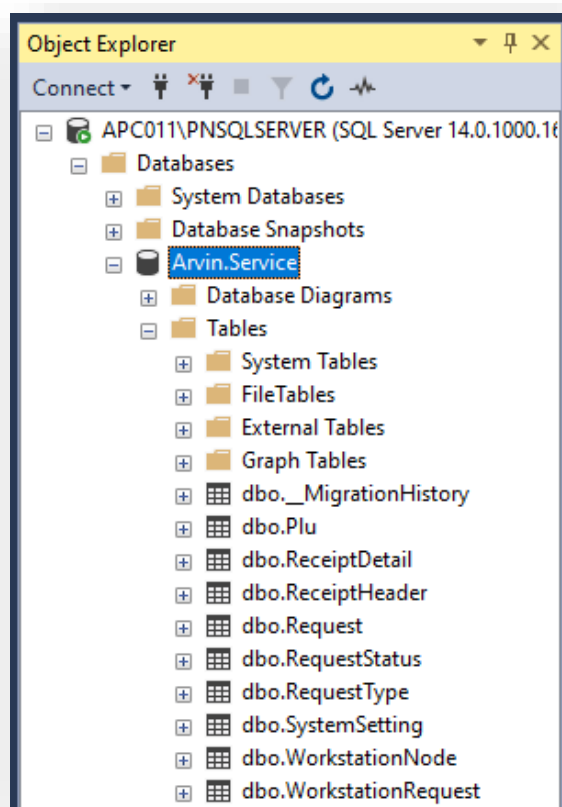 Object Explorer
Connect
APC011\PNSQLSERVER (SQL Server 14.0.1000.16
Databases
System Databases
Database Snapshots
Arvin.Service
Database Diagrams
Tables
System Tables
FileTables
External Tables
Graph Tables
dbo.__MigrationHistory
dbo.Plu
dbo.ReceiptDetail
dbo.ReceiptHeader
dbo.Request
dbo.RequestStatus
dbo.RequestType
dbo.SystemSetting
dbo.WorkstationNode
dbo.WorkstationRequest